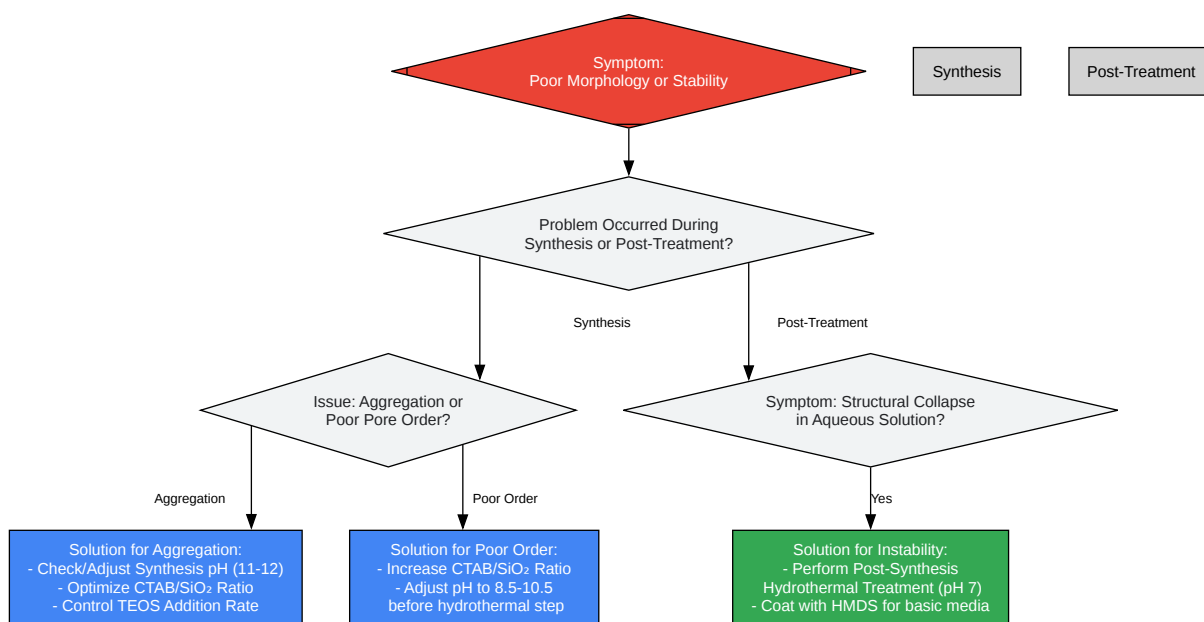 Symptom:
Poor Morphology or Stability
Synthesis
Post-Treatment
Problem Occurred During
Synthesis or Post-Treatment?
Synthesis
Post-Treatment
Issue: Aggregation or
Poor Pore Order?
Symptom: Structural Collapse
in Aqueous Solution?
Aggregation
Poor Order
Yes
Solution for Aggregation:
- Check/Adjust Synthesis pH (11-12)
- Optimize CTAB/SiO₂ Ratio
- Control TEOS Addition Rate
Solution for Poor Order:
- Increase CTAB/SiO₂ Ratio
- Adjust pH to 8.5-10.5
before hydrothermal step
Solution for Instability:
- Perform Post-Synthesis
Hydrothermal Treatment (pH 7)
- Coat with HMDS for basic media